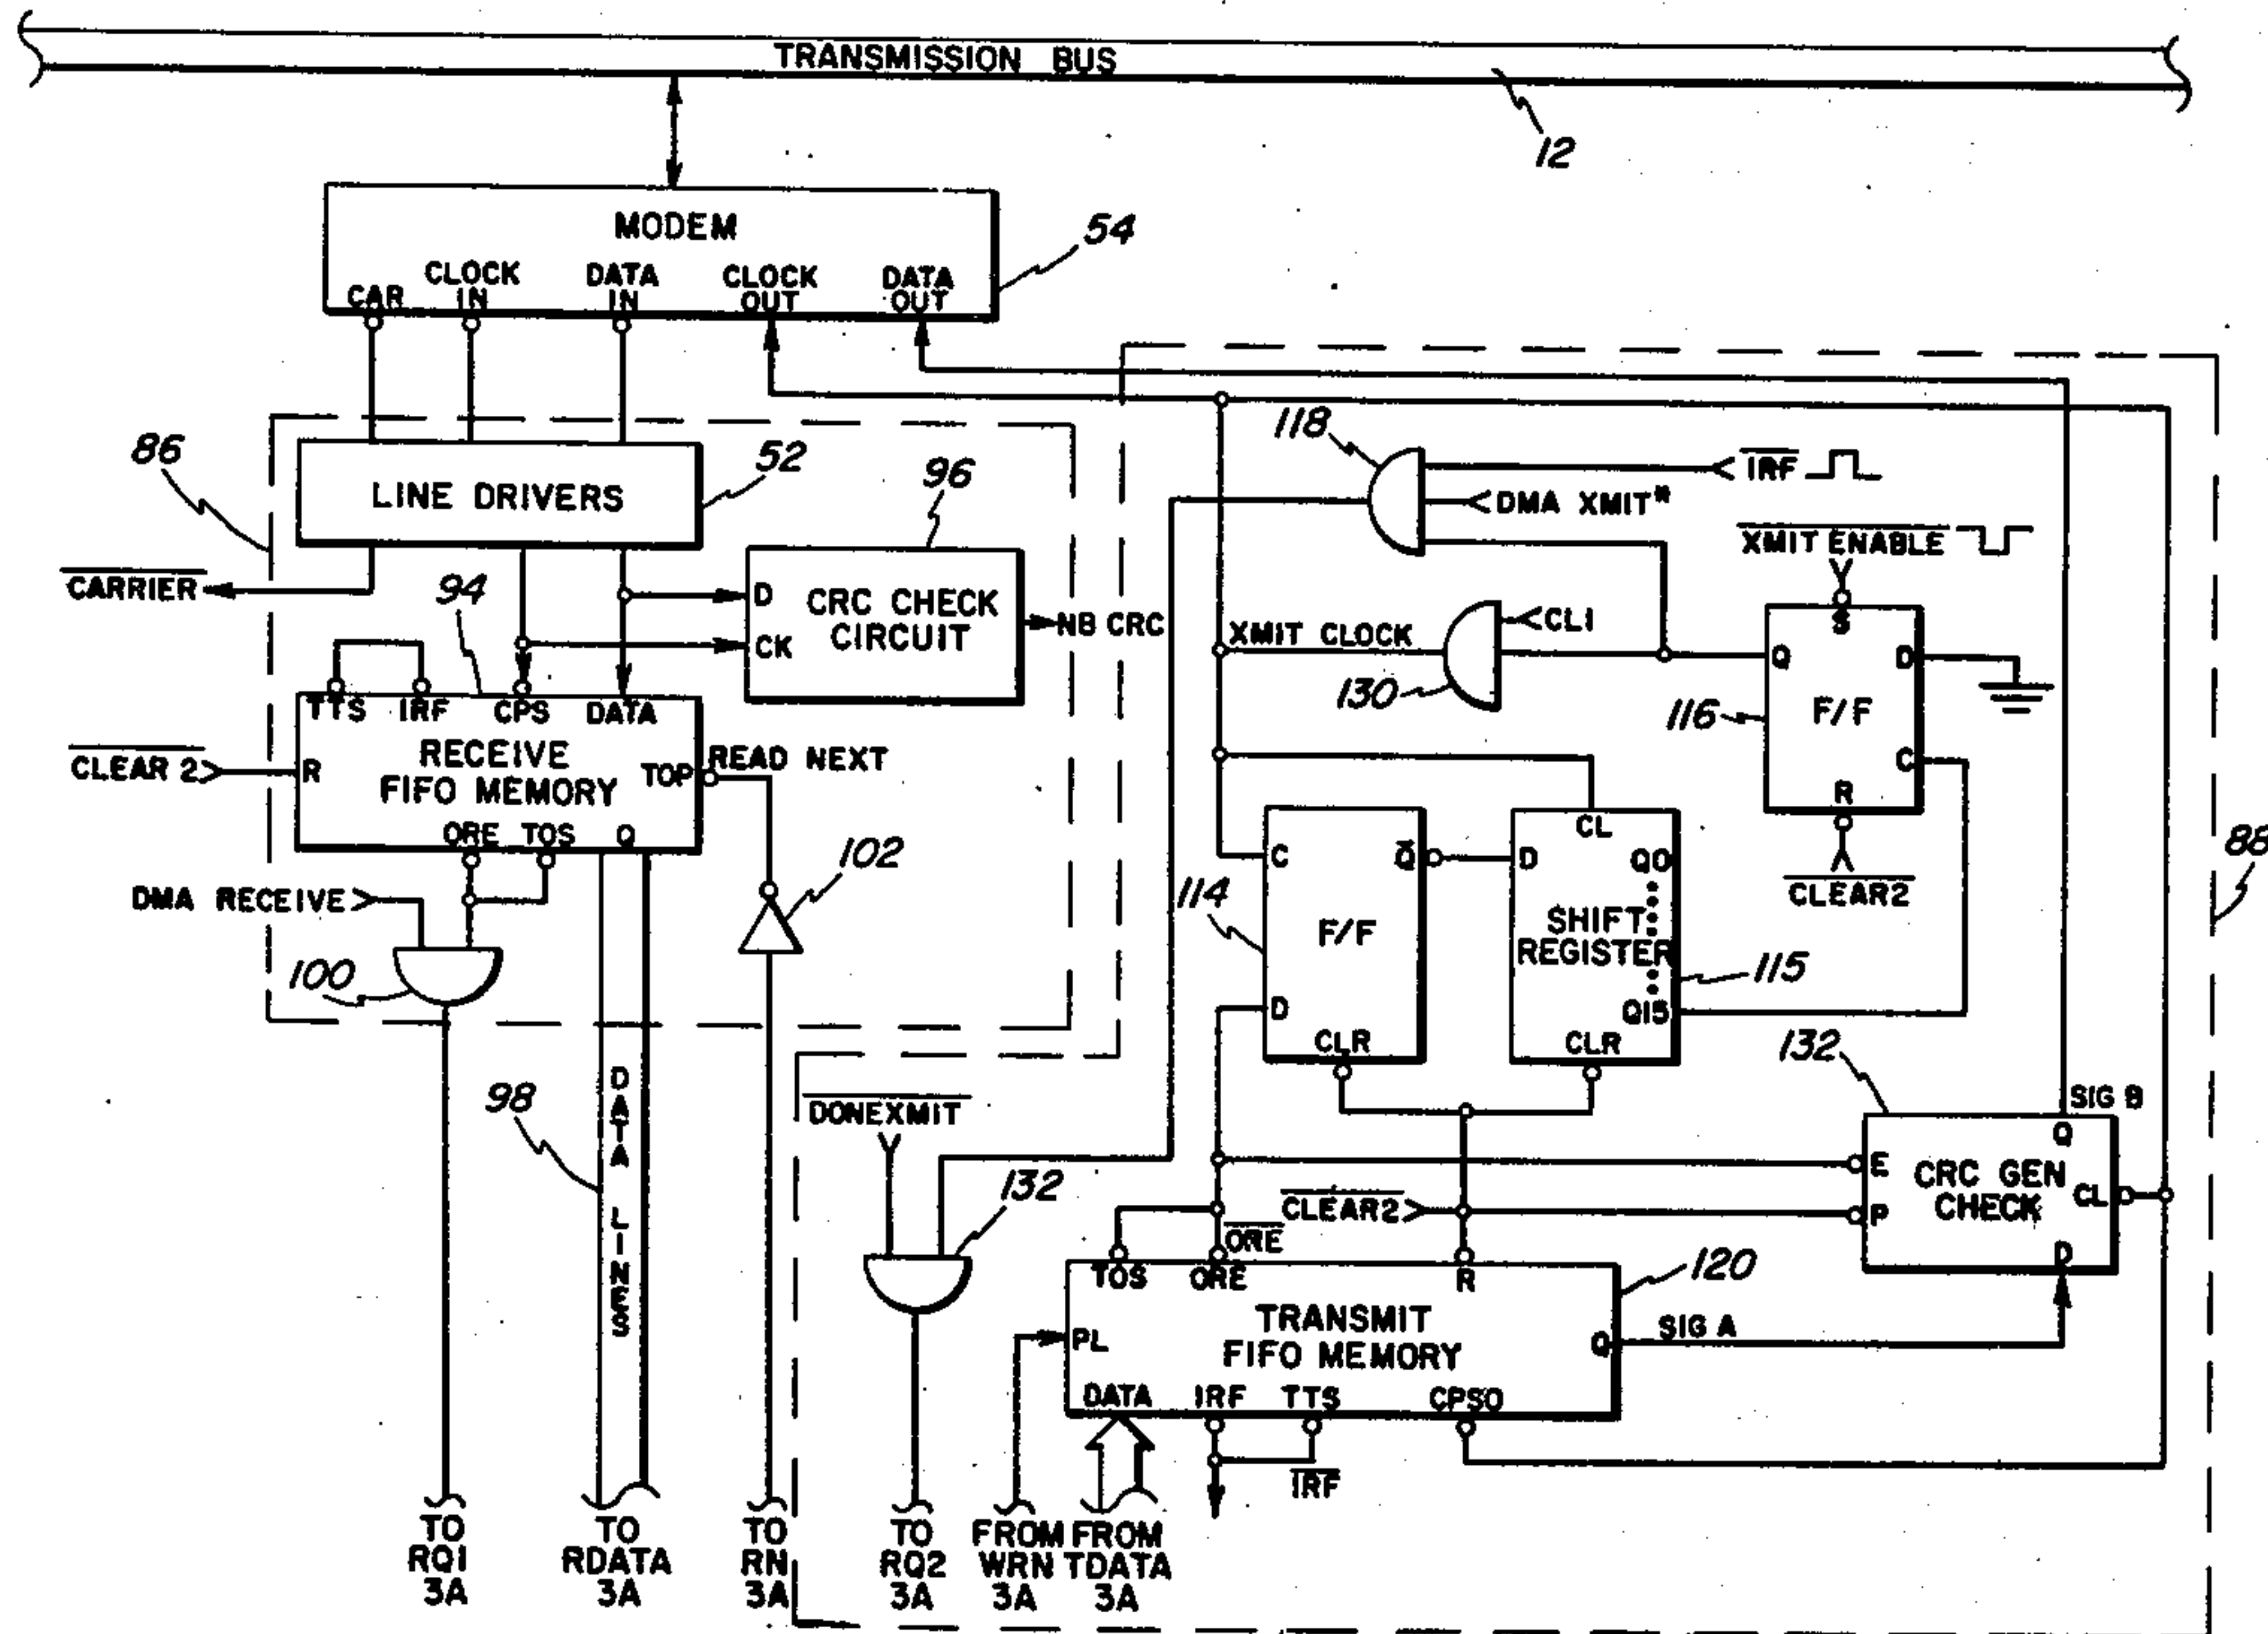 TRANSMISSION BUS
12
MODEM
54
CAR
CLOCK IN
DATA IN
CLOCK OUT
DATA OUT
86
LINE DRIVERS
52
96
118
IRF
DMA XMIT*
XMIT ENABLE
CARRIER
94
D
CK
CRC CHECK
CIRCUIT
NB CRC
XMIT CLOCK
CL1
130
116
S
Q
D
F/F
C
R
CLEAR2
88
TTS
IRF
CPS
DATA
CLEAR 2
R
RECEIVE
FIFO MEMORY
TOP
READ NEXT
ORE
TOS
Q
102
DMA RECEIVE
100
114
C
Q̄
F/F
D
CLR
CL
D
Q0
SHIFT
REGISTER
Q15
CLR
115
98
DATA LINES
DONEXMIT
132
132
SIG B
Q
E
P
CRC GEN
CHECK
CL
D
CLEAR2
ORE
TOS
ORE
R
120
TRANSMIT
FIFO MEMORY
PL
Q
SIG A
DATA
IRF
TTS
CPSO
IRF
TO
RQ1
3A
TO
RDATA
3A
TO
RN
3A
TO
RQ2
3A
FROM
WRN
3A
FROM
TDATA
3A